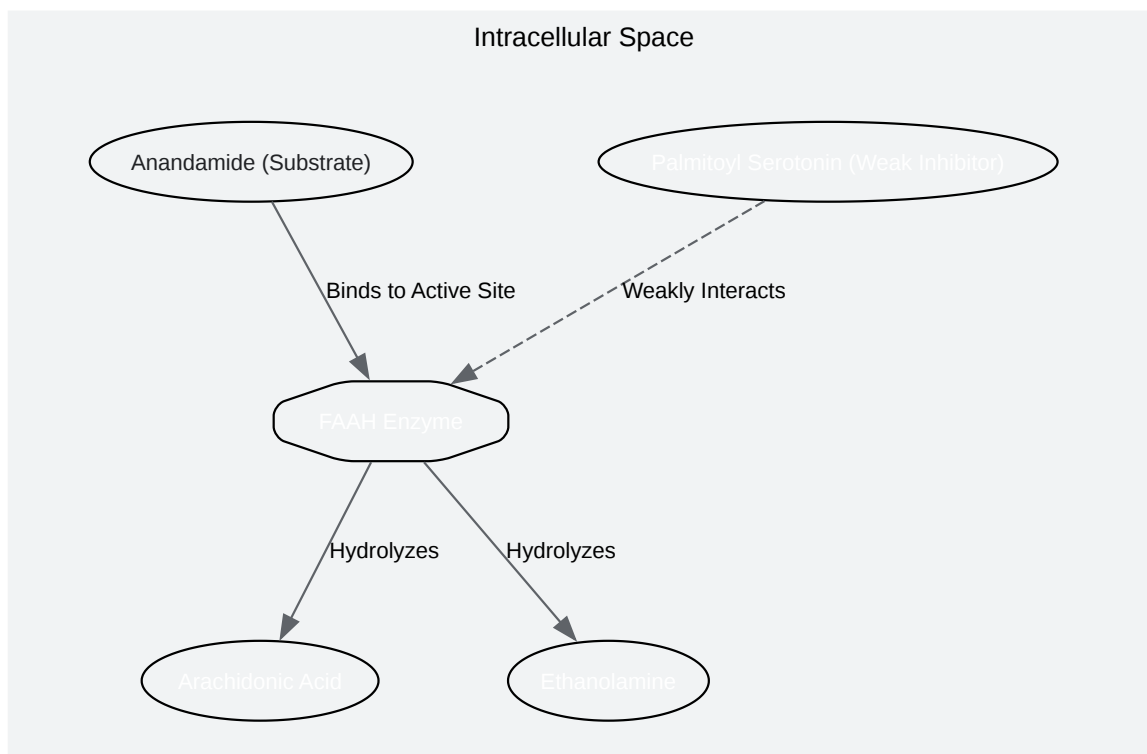 Intracellular Space
Anandamide (Substrate)
Palmitoyl Serotonin (Weak Inhibitor)
Binds to Active Site
Weakly Interacts
FAAH Enzyme
Hydrolyzes
Hydrolyzes
Arachidonic Acid
Ethanolamine